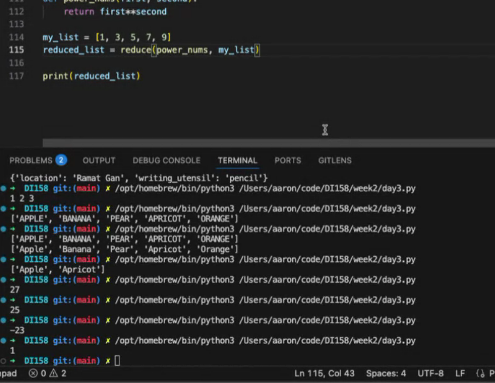 112 return first**second
113
114 my_list = [1, 3, 5, 7, 9]
115 reduced_list = reduce(power_nums, my_list)
116
117 print(reduced_list)
PROBLEMS 2 OUTPUT DEBUG CONSOLE TERMINAL PORTS GITLENS
{'location': 'Ramat Gan', 'writing_utensil': 'pencil'}
➜ DI158 git:(main) ✗ /opt/homebrew/bin/python3 /Users/aaron/code/DI158/week2/day3.py
1 2 3
➜ DI158 git:(main) ✗ /opt/homebrew/bin/python3 /Users/aaron/code/DI158/week2/day3.py
['APPLE', 'BANANA', 'PEAR', 'APRICOT', 'ORANGE']
➜ DI158 git:(main) ✗ /opt/homebrew/bin/python3 /Users/aaron/code/DI158/week2/day3.py
['APPLE', 'BANANA', 'PEAR', 'APRICOT', 'ORANGE']
['Apple', 'Banana', 'Pear', 'Apricot', 'Orange']
➜ DI158 git:(main) ✗ /opt/homebrew/bin/python3 /Users/aaron/code/DI158/week2/day3.py
['Apple', 'Apricot']
➜ DI158 git:(main) ✗ /opt/homebrew/bin/python3 /Users/aaron/code/DI158/week2/day3.py
27
➜ DI158 git:(main) ✗ /opt/homebrew/bin/python3 /Users/aaron/code/DI158/week2/day3.py
25
➜ DI158 git:(main) ✗ /opt/homebrew/bin/python3 /Users/aaron/code/DI158/week2/day3.py
-23
➜ DI158 git:(main) ✗ /opt/homebrew/bin/python3 /Users/aaron/code/DI158/week2/day3.py
1
➜ DI158 git:(main) ✗
pad 0 2 Ln 115, Col 43 Spaces: 4 UTF-8 LF